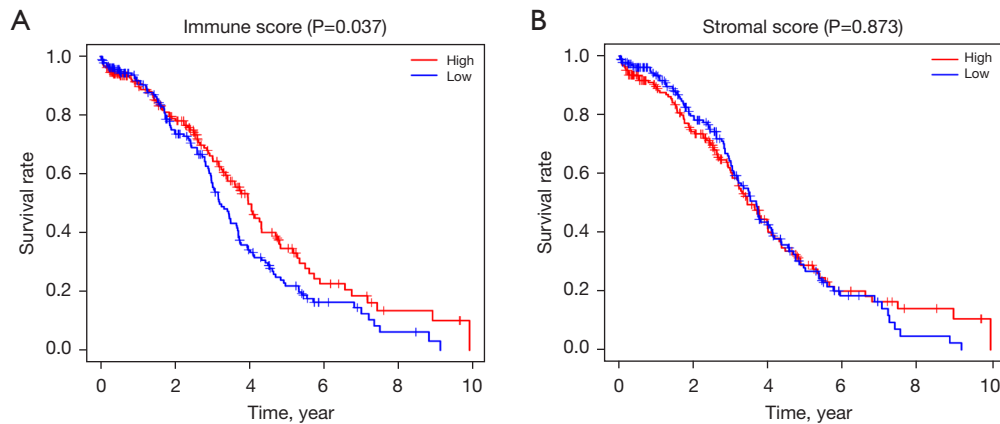 A
Immune score (P=0.037)
High
Low
Survival rate
1.0
0.8
0.6
0.4
0.2
0.0
0 2 4 6 8 10
Time, year
B
Stromal score (P=0.873)
High
Low
Survival rate
1.0
0.8
0.6
0.4
0.2
0.0
0 2 4 6 8 10
Time, year